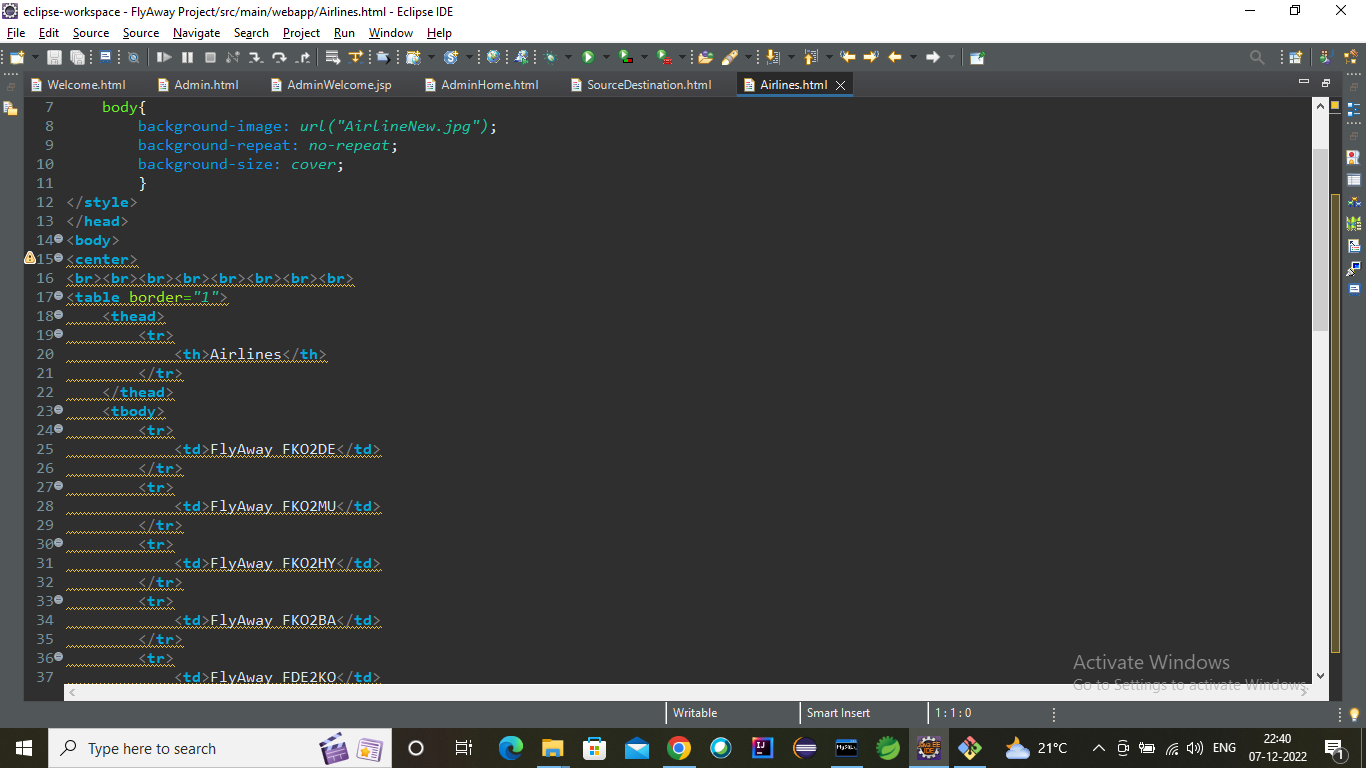 eclipse-workspace - FlyAway Project/src/main/webapp/Airlines.html - Eclipse IDE
File Edit Source Source Navigate Search Project Run Window Help
Welcome.html Admin.html AdminWelcome.jsp AdminHome.html SourceDestination.html Airlines.html
7 body{
8 background-image: url("AirlineNew.jpg");
9 background-repeat: no-repeat;
10 background-size: cover;
11 }
12 </style>
13 </head>
14 <body>
15 <center>
16 <br><br><br><br><br><br><br><br>
17 <table border="1">
18 <thead>
19 <tr>
20 <th>Airlines</th>
21 </tr>
22 </thead>
23 <tbody>
24 <tr>
25 <td>FlyAway FKO2DE</td>
26 </tr>
27 <tr>
28 <td>FlyAway FKO2MU</td>
29 </tr>
30 <tr>
31 <td>FlyAway FKO2HY</td>
32 </tr>
33 <tr>
34 <td>FlyAway FKO2BA</td>
35 </tr>
36 <tr>
37 <td>FlyAway FDE2KO</td>
Activate Windows
Go to Settings to activate Windows.
Writable Smart Insert 1 : 1 : 0
Type here to search 21°C ENG 22:40
07-12-2022 1